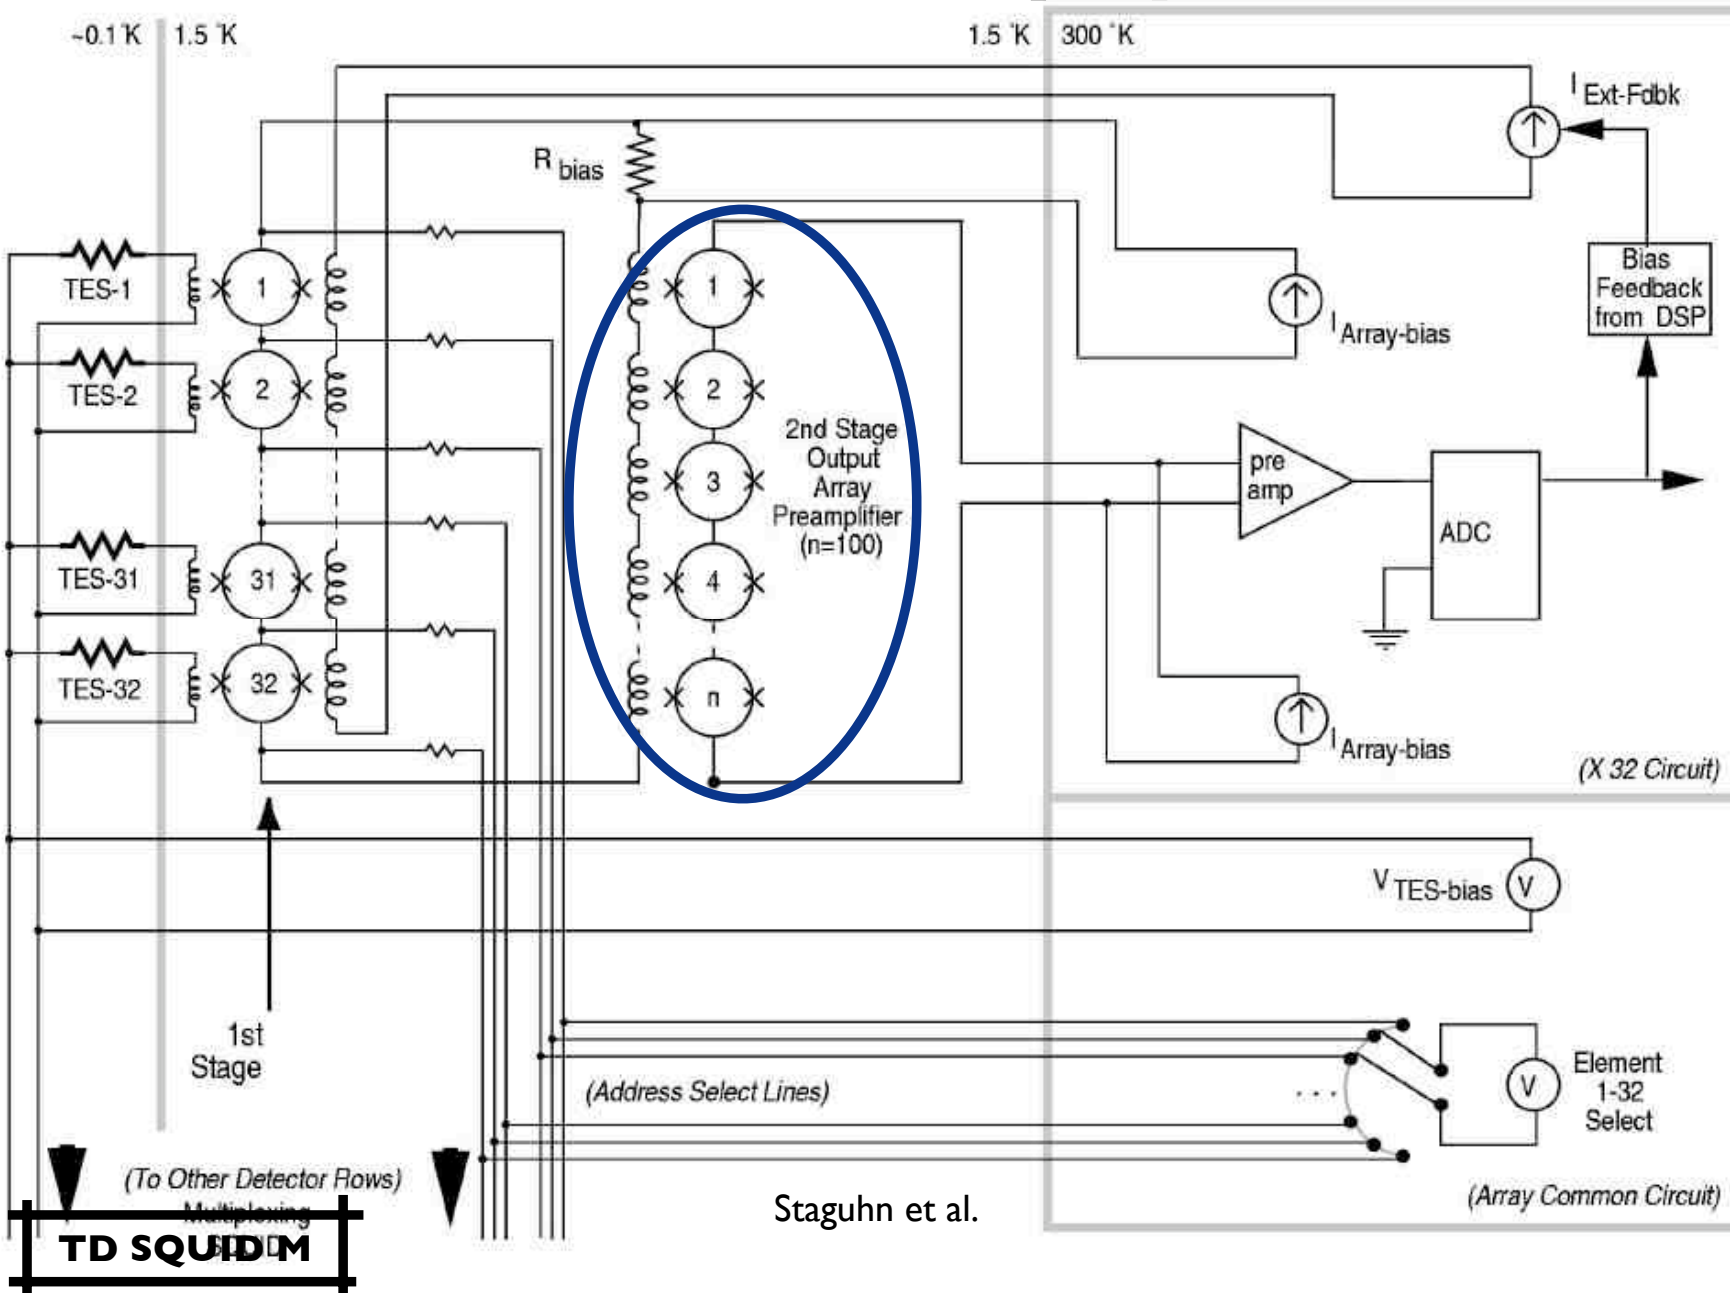 ~0.1°K
1.5 °K
1.5 °K
300 °K
I Ext-Fdbk
R bias
TES-1
1
1
Bias
Feedback
from DSP
I Array-bias
TES-2
2
2
2nd Stage
Output
Array
Preamplifier
(n=100)
3
pre
amp
ADC
TES-31
31
4
TES-32
32
n
I Array-bias
(X 32 Circuit)
V TES-bias
V
1st
Stage
(Address Select Lines)
. . .
V
Element
1-32
Select
(To Other Detector Rows)
Multiplexing
SQUID
TD SQUID M
Staguhn et al.
(Array Common Circuit)